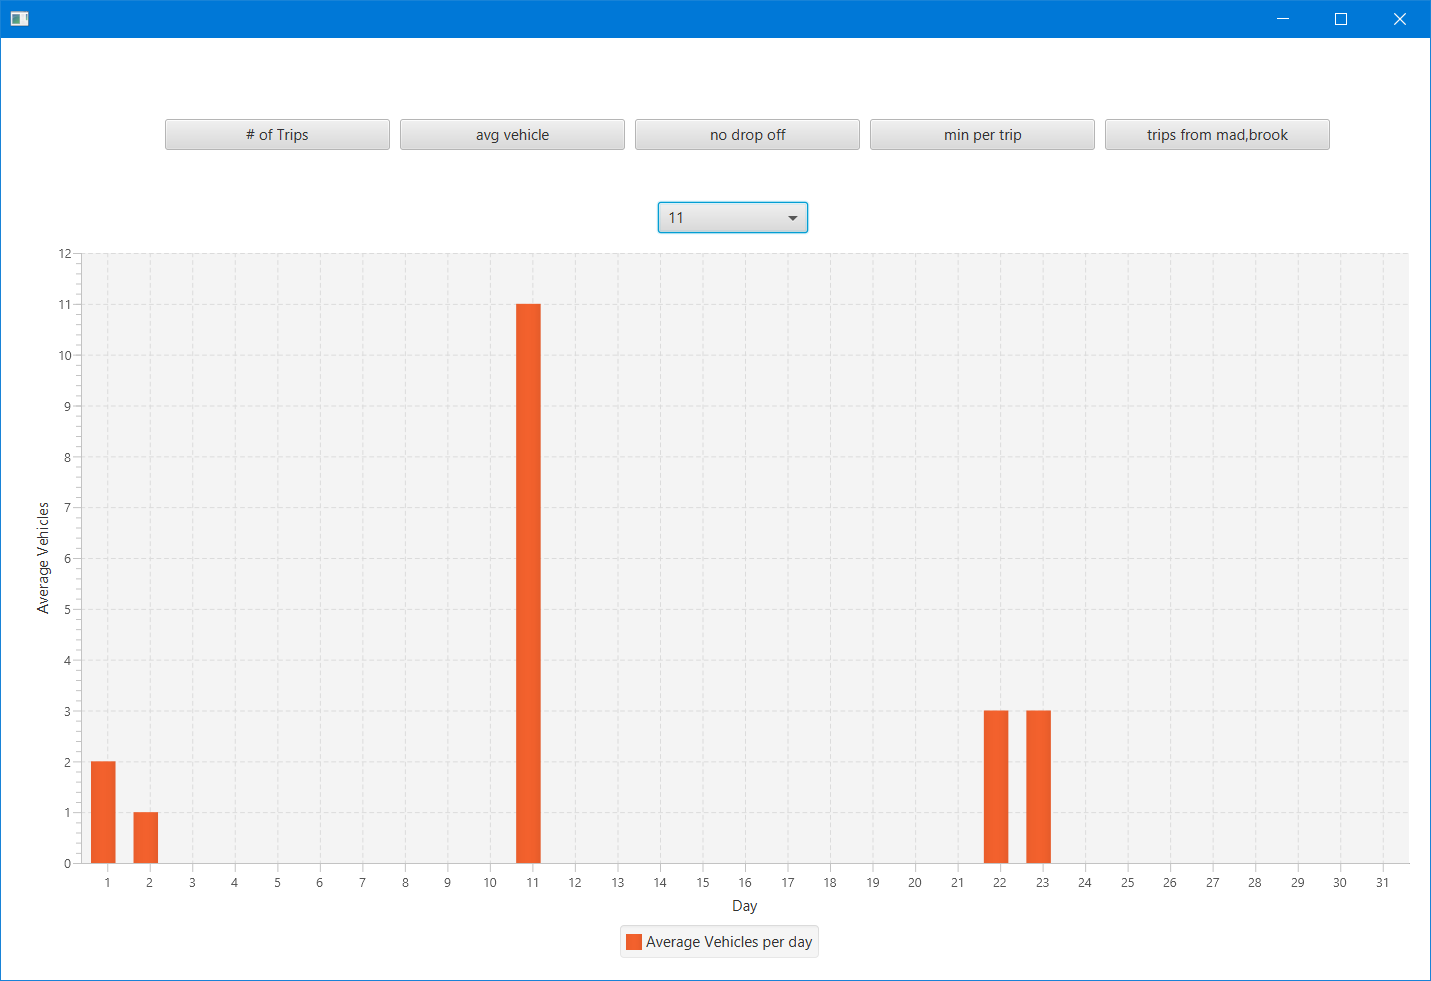 # of Trips
avg vehicle
no drop off
min per trip
trips from mad,brook
11
12
11
10
9
8
7
6
5
4
3
2
1
0
Average Vehicles
1 2 3 4 5 6 7 8 9 10 11 12 13 14 15 16 17 18 19 20 21 22 23 24 25 26 27 28 29 30 31
Day
Average Vehicles per day